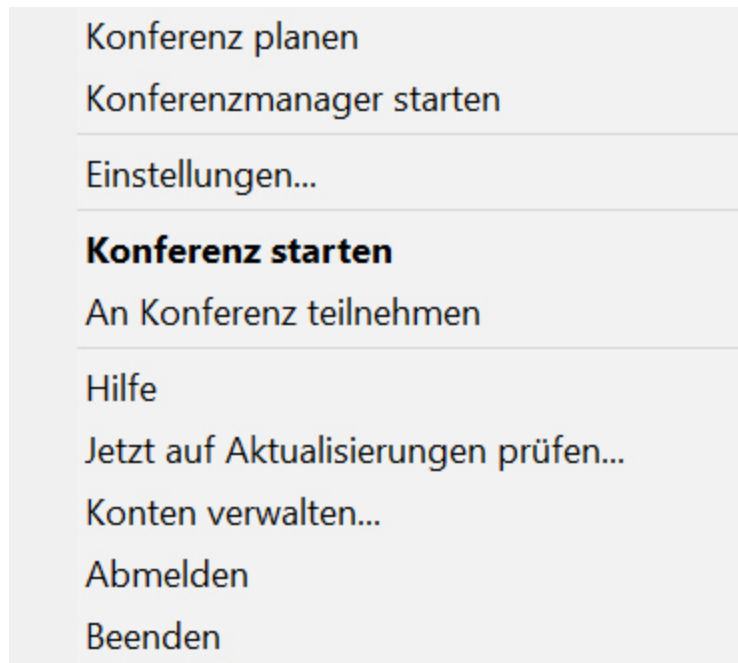 Konferenz planen
Konferenzmanager starten
Einstellungen...
Konferenz starten
An Konferenz teilnehmen
Hilfe
Jetzt auf Aktualisierungen prüfen...
Konten verwalten...
Abmelden
Beenden